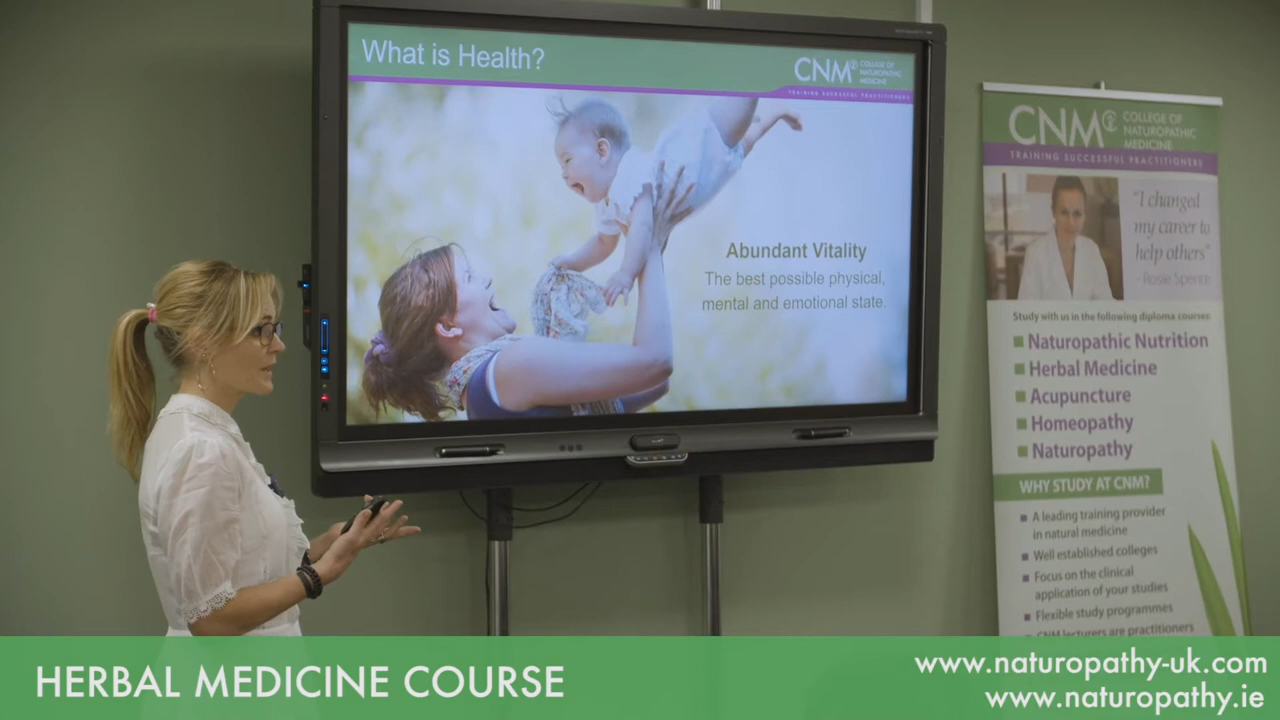 What is Health?
CNM
COLLEGE OF
NATUROPATHIC
MEDICINE
TRAINING SUCCESSFUL PRACTITIONERS
Abundant Vitality
The best possible physical,
mental and emotional state.
CNM
COLLEGE OF
NATUROPATHIC
MEDICINE
TRAINING SUCCESSFUL PRACTITIONERS
"I changed
my career to
help others"
- Rosie Spence
Study with us in the following diploma courses:
Naturopathic Nutrition
Herbal Medicine
Acupuncture
Homeopathy
Naturopathy
WHY STUDY AT CNM?
A leading training provider
in natural medicine
Well established colleges
Focus on the clinical
application of your studies
Flexible study programmes
CNM lecturers are practitioners
HERBAL MEDICINE COURSE
www.naturopathy-uk.com
www.naturopathy.ie